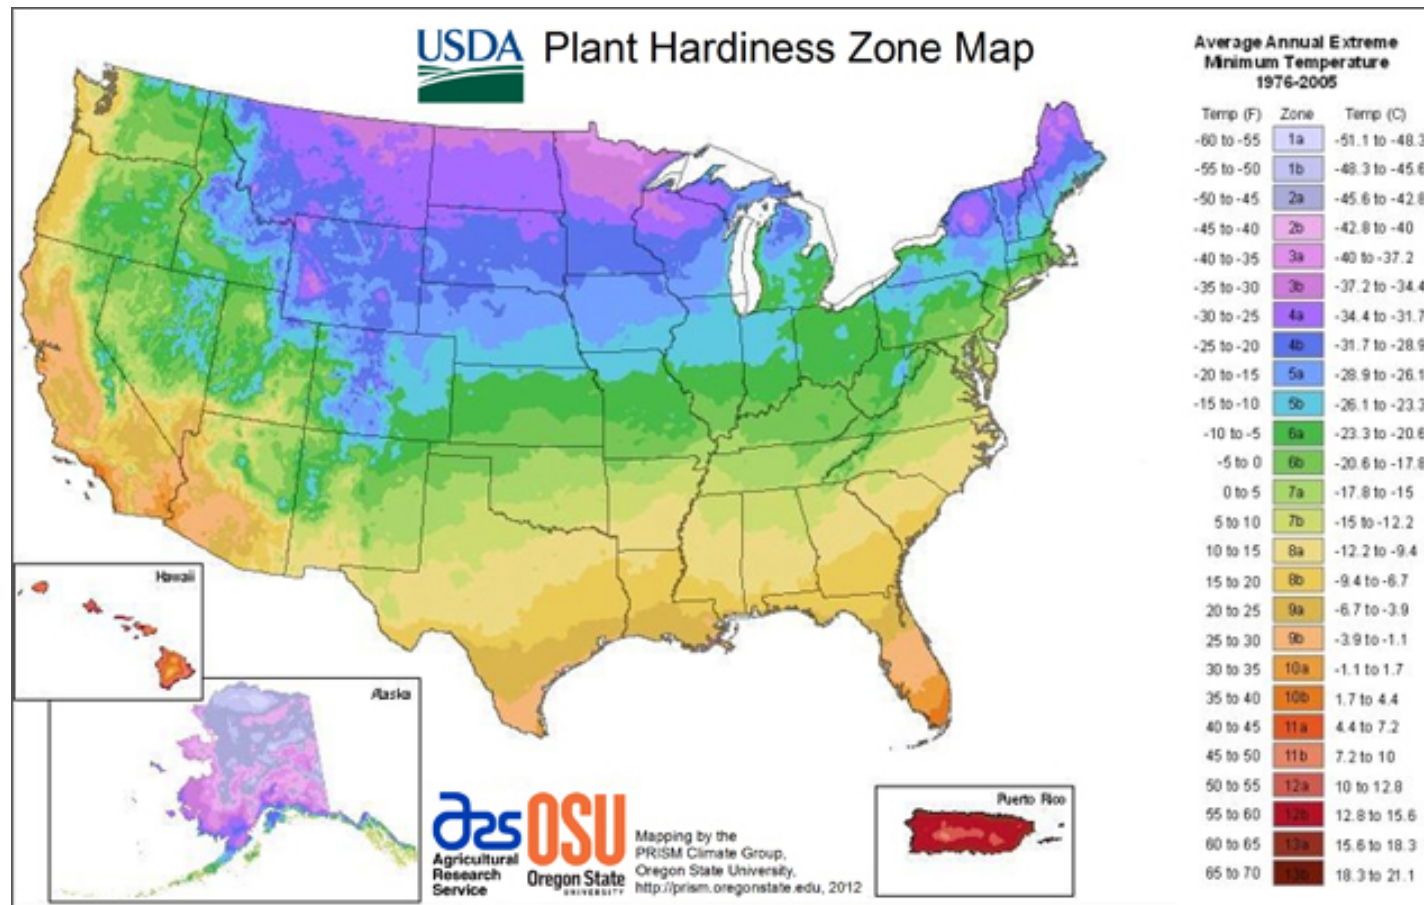 USDA Plant Hardiness Zone Map
Average Annual Extreme
Minimum Temperature
1976-2005
Temp (F) Zone Temp (C)
-60 to -55 1a -51.1 to -48.3
-55 to -50 1b -48.3 to -45.6
-50 to -45 2a -45.6 to -42.8
-45 to -40 2b -42.8 to -40
-40 to -35 3a -40 to -37.2
-35 to -30 3b -37.2 to -34.4
-30 to -25 4a -34.4 to -31.7
-25 to -20 4b -31.7 to -28.9
-20 to -15 5a -28.9 to -26.1
-15 to -10 5b -26.1 to -23.3
-10 to -5 6a -23.3 to -20.6
-5 to 0 6b -20.6 to -17.8
0 to 5 7a -17.8 to -15
5 to 10 7b -15 to -12.2
10 to 15 8a -12.2 to -9.4
15 to 20 8b -9.4 to -6.7
20 to 25 9a -6.7 to -3.9
25 to 30 9b -3.9 to -1.1
30 to 35 10a -1.1 to 1.7
35 to 40 10b 1.7 to 4.4
40 to 45 11a 4.4 to 7.2
45 to 50 11b 7.2 to 10
50 to 55 12a 10 to 12.8
55 to 60 12b 12.8 to 15.6
60 to 65 13a 15.6 to 18.3
65 to 70 13b 18.3 to 21.1
Hawaii
Alaska
Puerto Rico
ars
Agricultural
Research
Service
OSU
Oregon State
UNIVERSITY
Mapping by the
PRISM Climate Group,
Oregon State University,
http://prism.oregonstate.edu, 2012